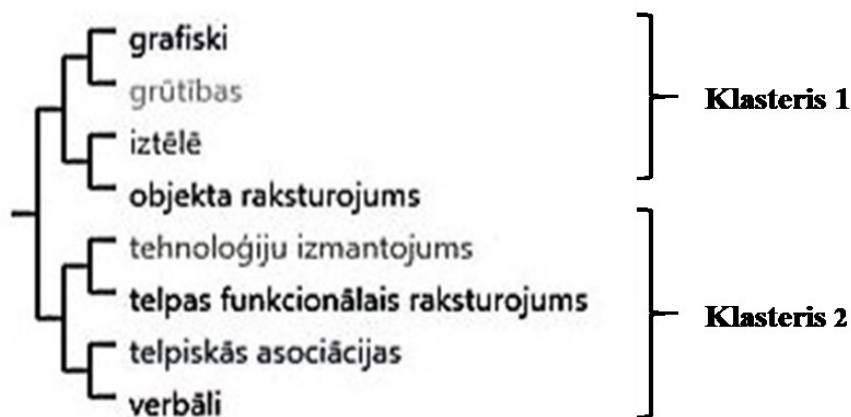 grafiski
grūtības
Klasteris 1
iztēlē
objekta raksturojums
tehnoloģiju izmantojums
telpas funkcionālais raksturojums
Klasteris 2
telpiskās asociācijas
verbāli